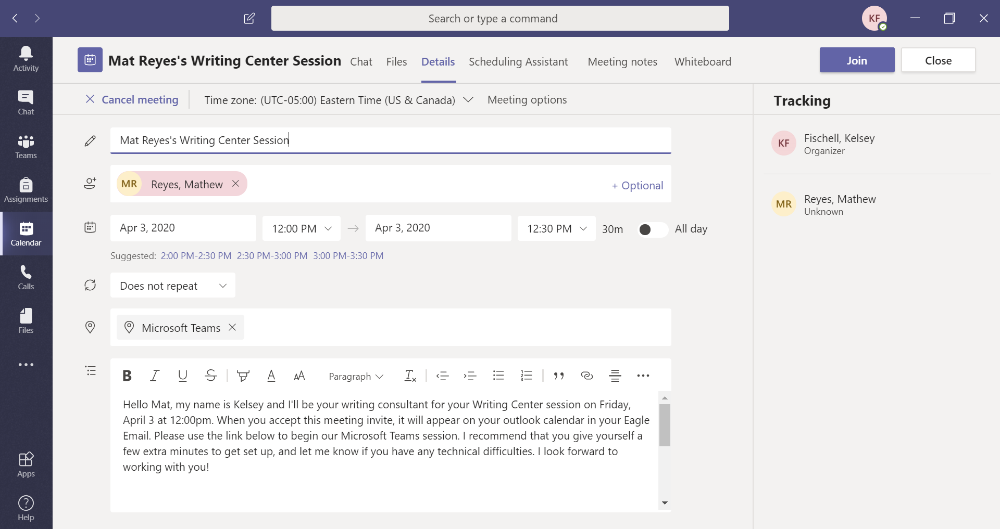 Search or type a command
KF
Activity
Chat
Teams
Assignments
Calendar
Calls
Files
Apps
Help
Mat Reyes's Writing Center Session
Chat
Files
Details
Scheduling Assistant
Meeting notes
Whiteboard
Join
Close
Cancel meeting
Time zone: (UTC-05:00) Eastern Time (US & Canada)
Meeting options
Mat Reyes's Writing Center Session
MR Reyes, Mathew
+ Optional
Apr 3, 2020
12:00 PM
Apr 3, 2020
12:30 PM
30m
All day
Suggested: 2:00 PM-2:30 PM 2:30 PM-3:00 PM 3:00 PM-3:30 PM
Does not repeat
Microsoft Teams
B I U S A AA Paragraph
Hello Mat, my name is Kelsey and I'll be your writing consultant for your Writing Center session on Friday,
April 3 at 12:00pm. When you accept this meeting invite, it will appear on your outlook calendar in your Eagle
Email. Please use the link below to begin our Microsoft Teams session. I recommend that you give yourself a
few extra minutes to get set up, and let me know if you have any technical difficulties. I look forward to
working with you!
Tracking
KF
Fischell, Kelsey
Organizer
MR
Reyes, Mathew
Unknown